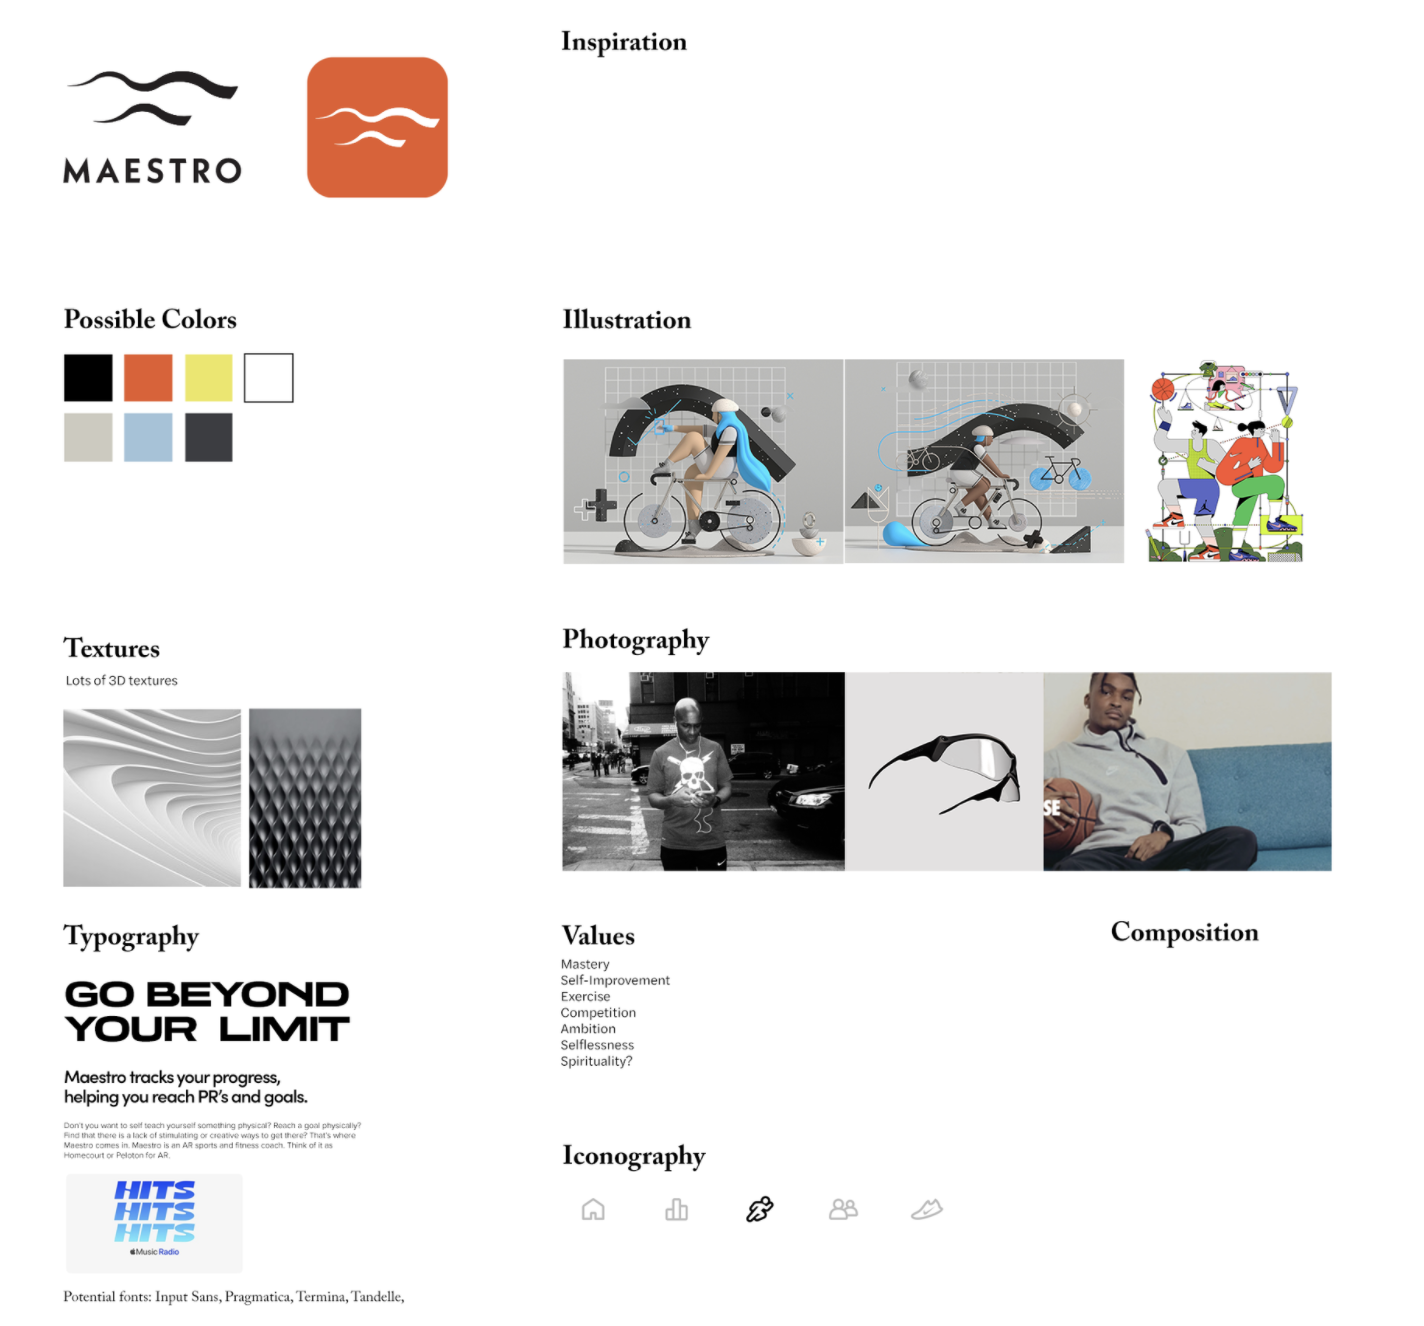 MAESTRO
Inspiration
Possible Colors
Illustration
Textures
Lots of 3D textures
Photography
SE
Typography
GO BEYOND
YOUR LIMIT
Maestro tracks your progress,
helping you reach PR's and goals.
Don't you want to self teach yourself something physical? Reach a goal physically?
Find that there is a lack of stimulating or creative ways to get there? That's where
Maestro comes in. Maestro is an AR sports and fitness coach. Think of it as
Homecourt or Peloton for AR.
HITS
HITS
HITS
Music Radio
Potential fonts: Input Sans, Pragmatica, Termina, Tandelle,
Values
Mastery
Self-Improvement
Exercise
Competition
Ambition
Selflessness
Spirituality?
Composition
Iconography